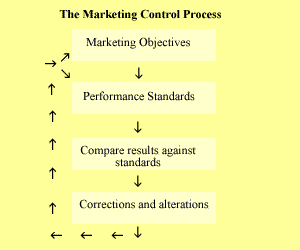 The Marketing Control Process
Marketing Objectives
Performance Standards
Compare results against
standards
Corrections and alterations